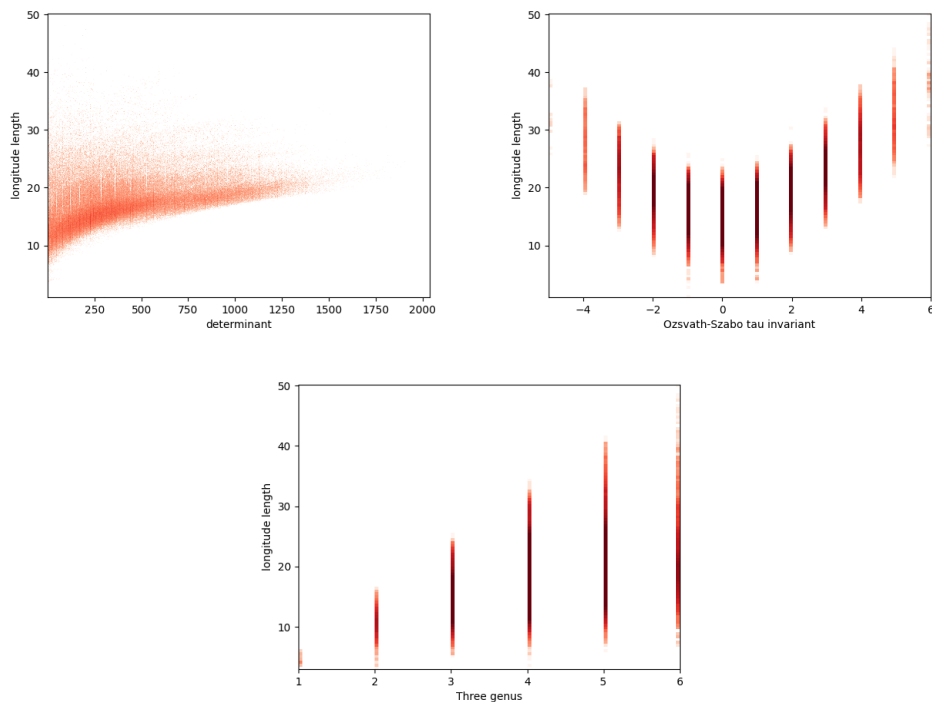 50
40
30
20
10
longitude length
250 500 750 1000 1250 1500 1750 2000
determinant
50
40
30
20
10
longitude length
−4 −2 0 2 4 6
Ozsvath-Szabo tau invariant
50
40
30
20
10
longitude length
1 2 3 4 5 6
Three genus